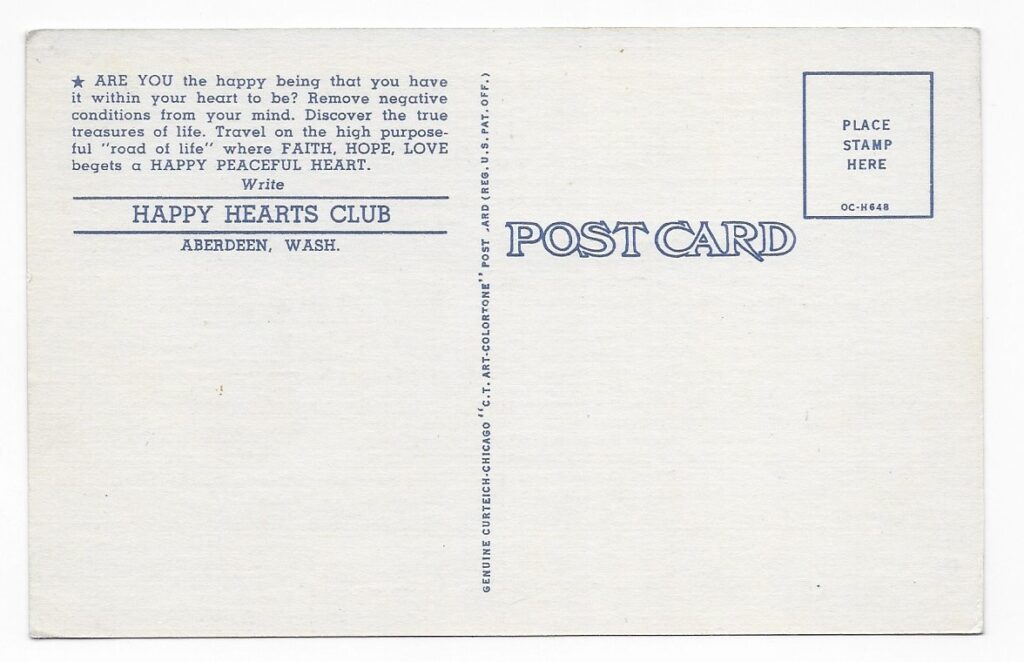 ★ ARE YOU the happy being that you have
it within your heart to be? Remove negative
conditions from your mind. Discover the true
treasures of life. Travel on the high purpose-
ful "road of life" where FAITH, HOPE, LOVE
begets a HAPPY PEACEFUL HEART.
Write
HAPPY HEARTS CLUB
ABERDEEN, WASH.
GENUINE CURTEICH-CHICAGO "C.T. ART-COLORTONE" POST ARD (REG. U.S. PAT. OFF.)
POST CARD
PLACE
STAMP
HERE
OC-H648